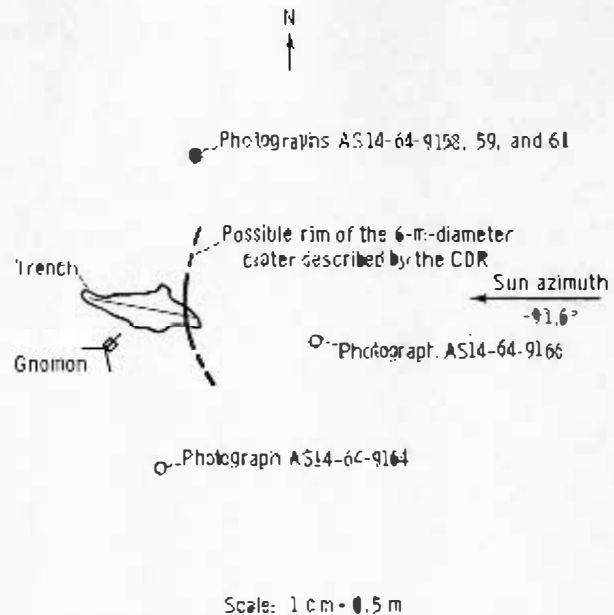 N
Photographs AS14-64-9158, 59, and 61
Possible rim of the 6-m-diameter
crater described by the CDR
Trench
Sun azimuth
-91.6°
Photograph AS14-64-9166
Gnomon
Photograph AS14-64-9164
Scale: 1 cm - 0.5 m